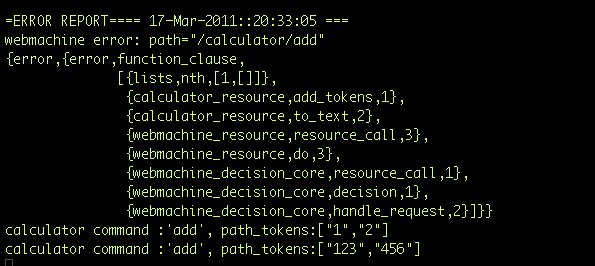 =ERROR REPORT==== 17-Mar-2011::20:33:05 ===
webmachine error: path="/calculator/add"
{error,{error,function_clause,
[{lists,nth,[1,[]]},
{calculator_resource,add_tokens,1},
{calculator_resource,to_text,2},
{webmachine_resource,resource_call,3},
{webmachine_resource,do,3},
{webmachine_decision_core,resource_call,1},
{webmachine_decision_core,decision,1},
{webmachine_decision_core,handle_request,2}]}}
calculator command :'add', path_tokens:["1","2"]
calculator command :'add', path_tokens:["123","456"]